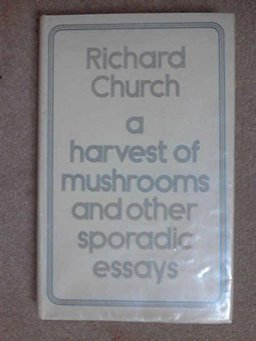 Richard
Church
a
harvest of
mushrooms
and other
sporadic
essays